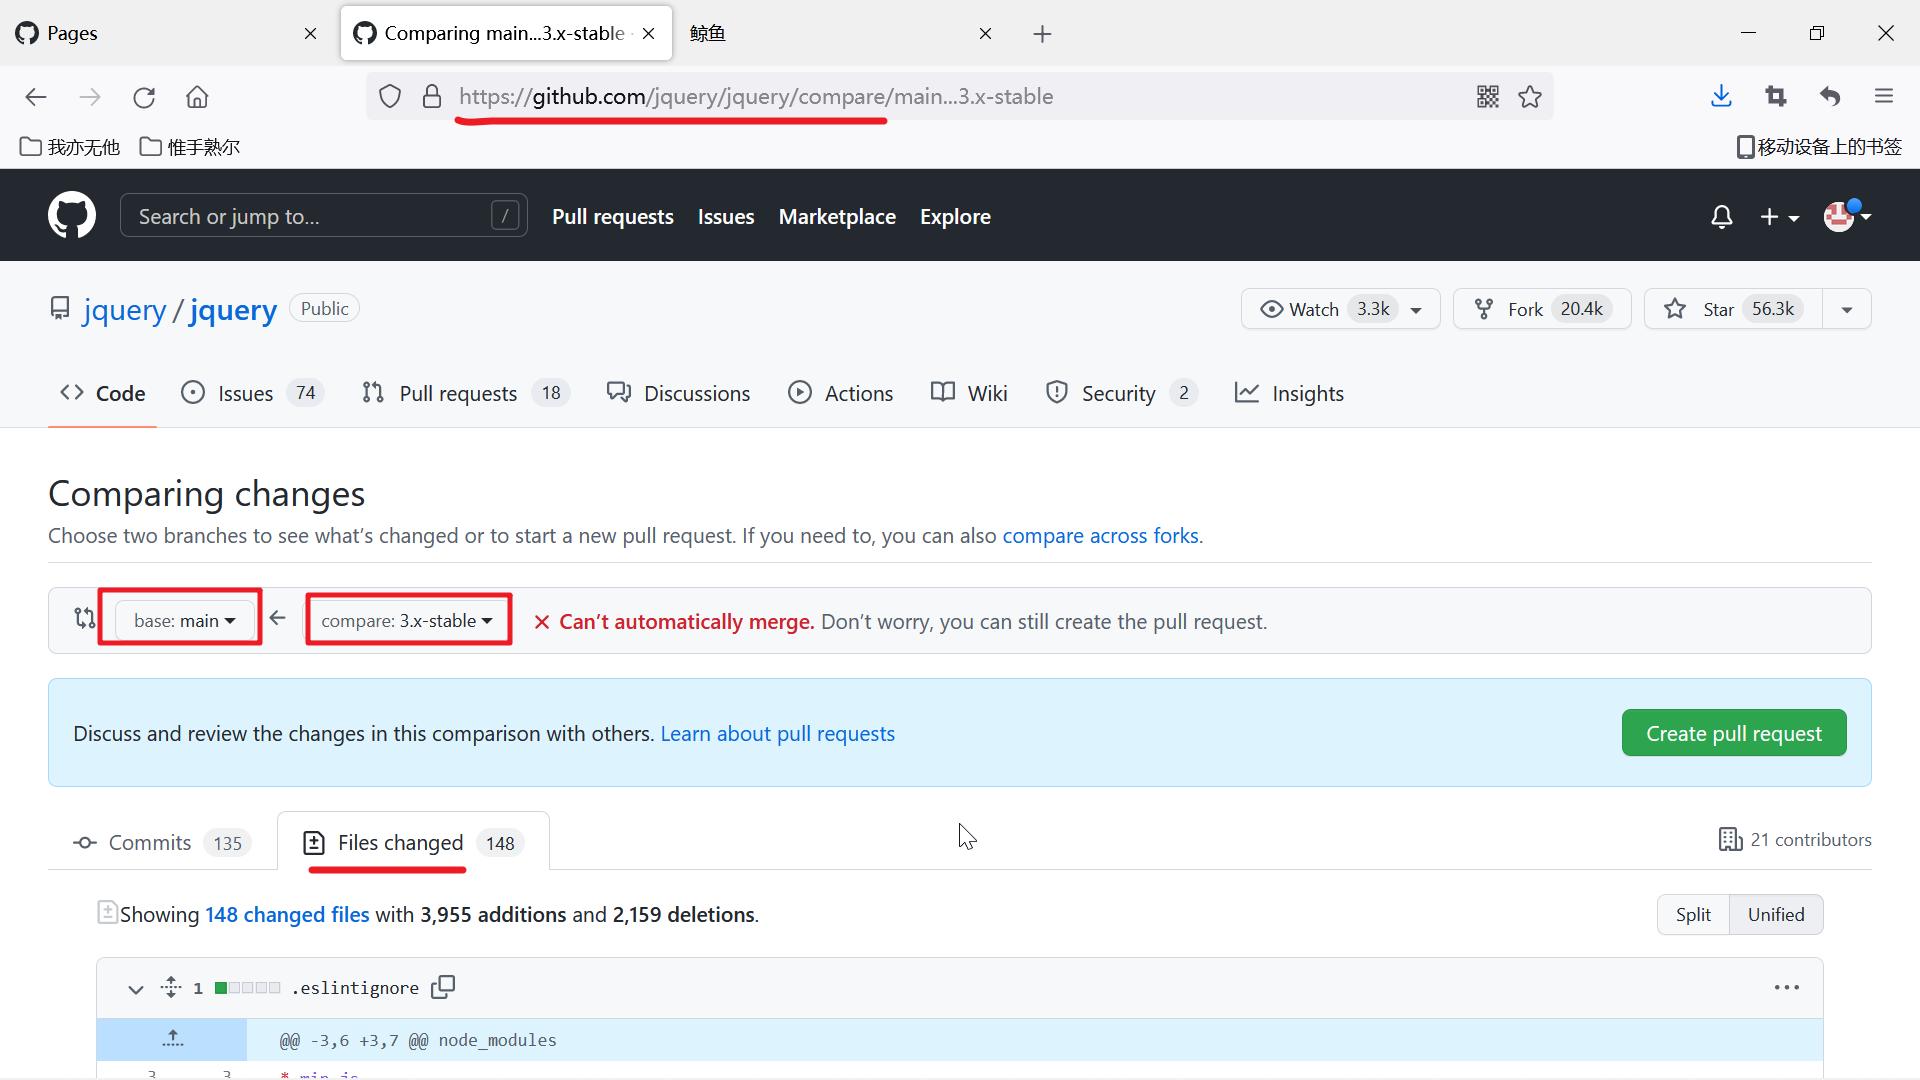 Pages
Comparing main...3.x-stable
鲸鱼
https://github.com/jquery/jquery/compare/main...3.x-stable
我亦无他
惟手熟尔
移动设备上的书签
Search or jump to...
/
Pull requests
Issues
Marketplace
Explore
jquery / jquery
Public
Watch 3.3k
Fork 20.4k
Star 56.3k
Code
Issues 74
Pull requests 18
Discussions
Actions
Wiki
Security 2
Insights
Comparing changes
Choose two branches to see what's changed or to start a new pull request. If you need to, you can also compare across forks.
base: main
compare: 3.x-stable
Can't automatically merge. Don't worry, you can still create the pull request.
Discuss and review the changes in this comparison with others. Learn about pull requests
Create pull request
Commits 135
Files changed 148
21 contributors
Showing 148 changed files with 3,955 additions and 2,159 deletions.
Split
Unified
1
.eslintignore
@@ -3,6 +3,7 @@ node_modules
3 3 *.min.js